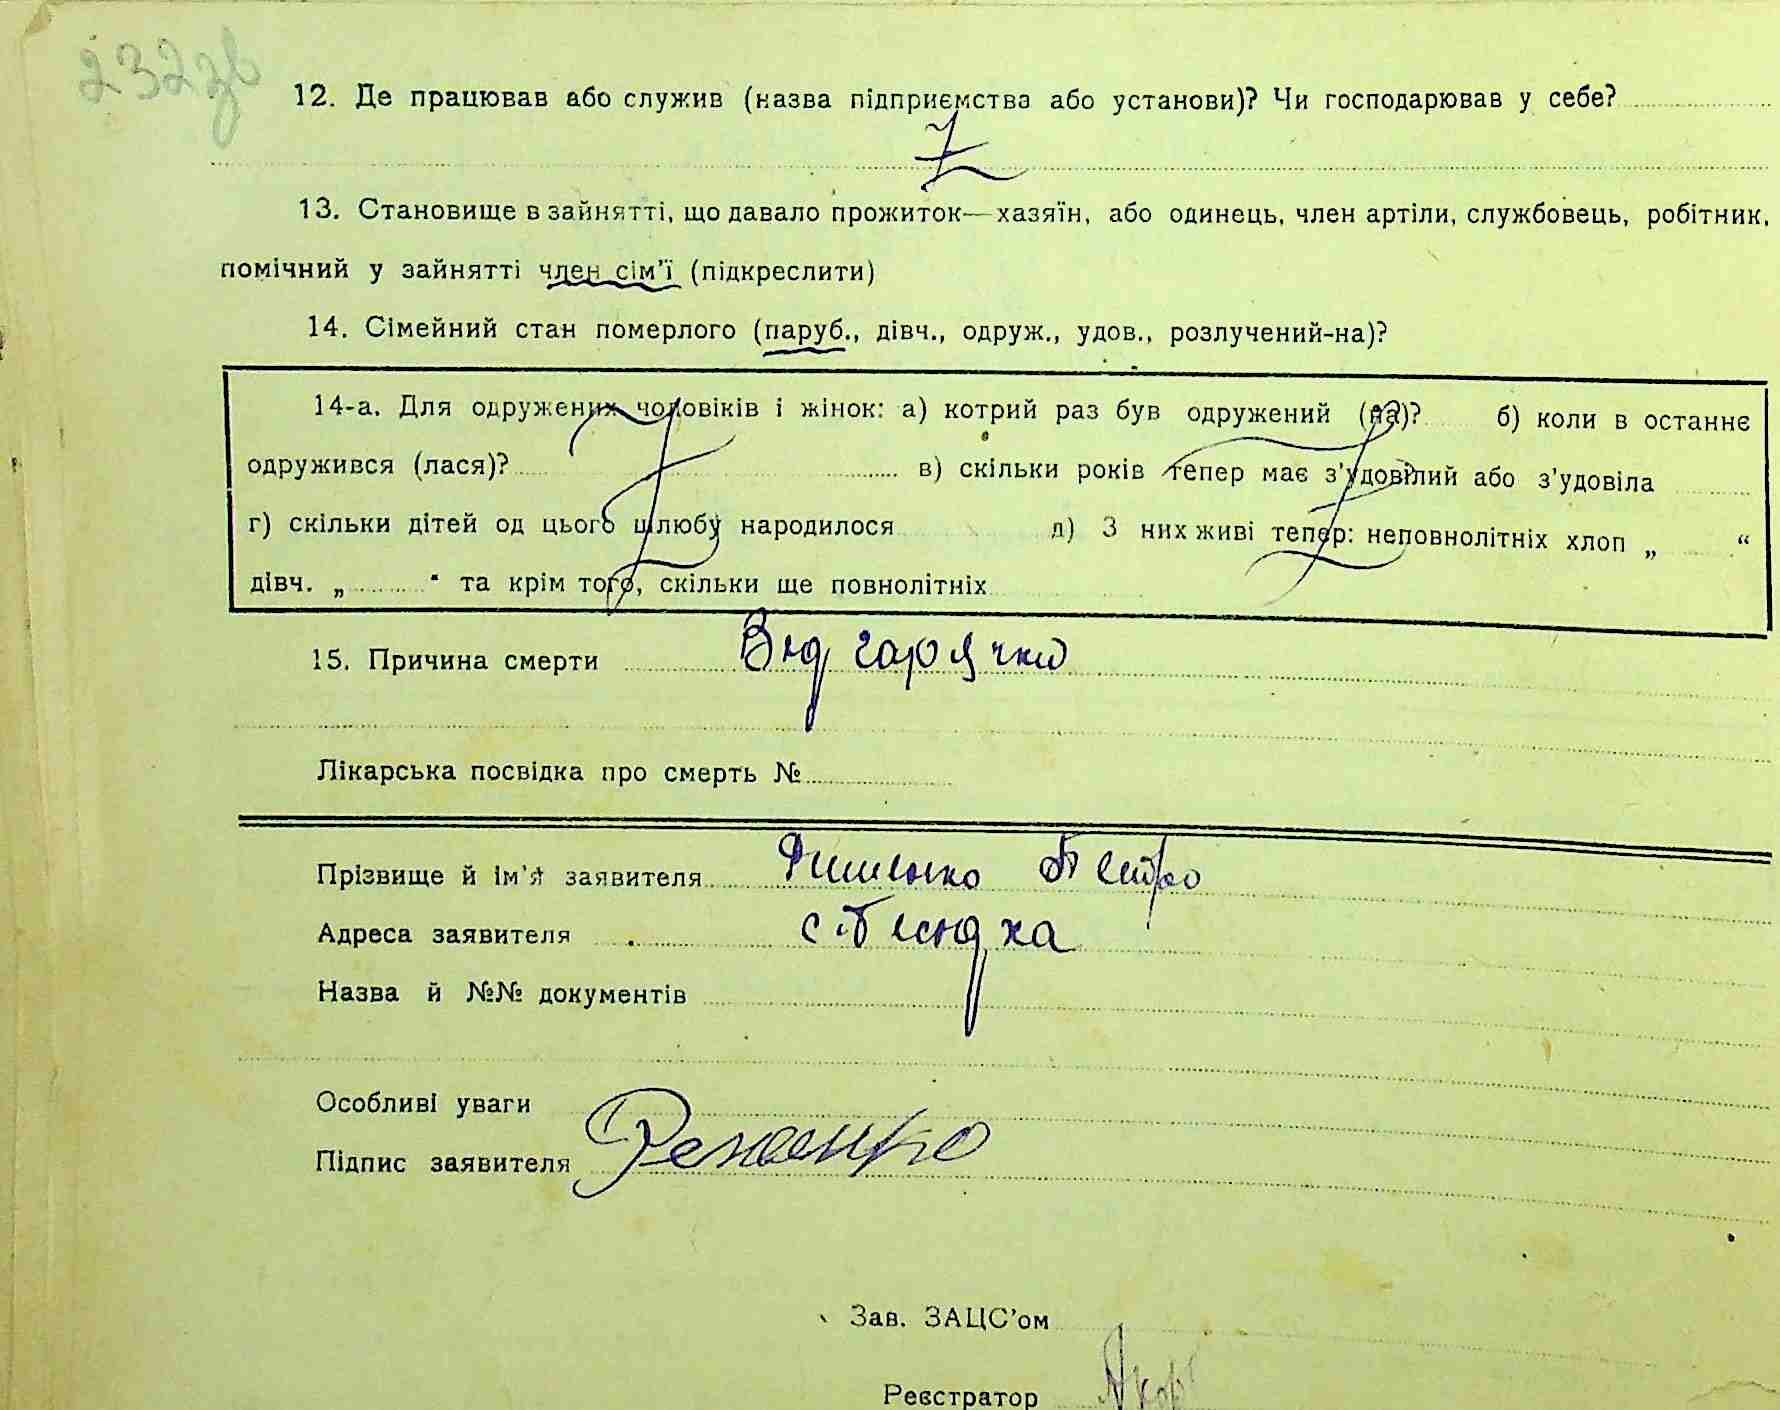 232зв
12. Де працював або служив (назва підприємства або установи)? Чи господарював у себе?
13. Становище в зайнятті, що давало прожиток—хазяїн, або одинець, член артіли, службовець, робітник,
помічний у зайнятті член сім'ї (підкреслити)
14. Сімейний стан померлого (паруб., дівч., одруж., удов., розлучений-на)?
14-а. Для одружених чоловіків і жінок: а) котрий раз був одружений (на)? б) коли в останнє
одружився (лася)? в) скільки років тепер має з'удовілий або з'удовіла
г) скільки дітей од цього шлюбу народилося д) З них живі тепер: неповнолітніх хлоп „ “
дівч. „ “ та крім того, скільки ще повнолітніх
15. Причина смерти Від гарячки
Лікарська посвідка про смерть №
Прізвище й ім'я заявителя Петро
Адреса заявителя
Назва й №№ документів
Особливі уваги
Підпис заявителя
Зав. ЗАЦС'ом
Реєстратор